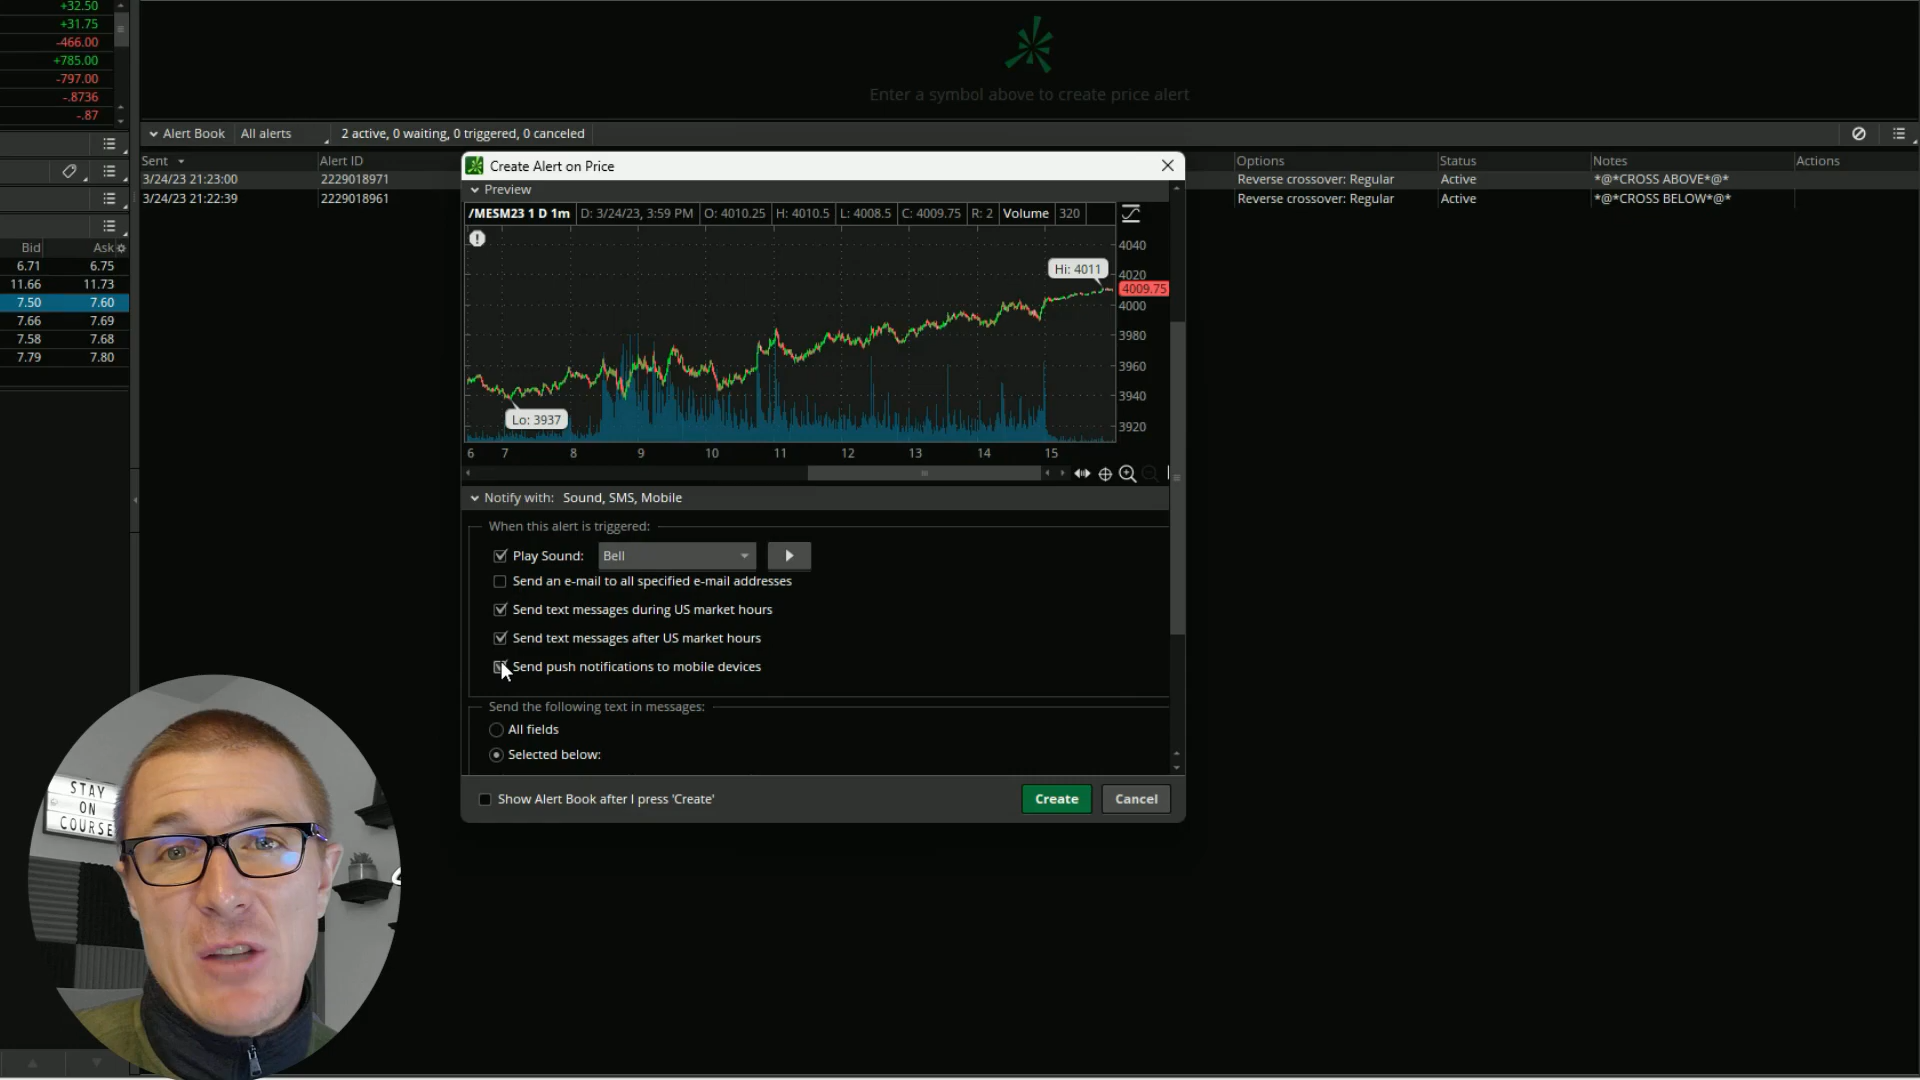 +32.50
+31.75
-466.00
+785.00
-797.00
-.8736
-.87
Enter a symbol above to create price alert
Alert Book All alerts 2 active, 0 waiting, 0 triggered, 0 canceled
Sent Alert ID Options Status Notes Actions
3/24/23 21:23:00 2229018971 Reverse crossover: Regular Active *@*CROSS ABOVE*@*
3/24/23 21:22:39 2229018961 Reverse crossover: Regular Active *@*CROSS BELOW*@*
Bid Ask
6.71 6.75
11.66 11.73
7.50 7.60
7.66 7.69
7.58 7.68
7.79 7.80
Create Alert on Price
Preview
/MESM23 1 D 1m D: 3/24/23, 3:59 PM O: 4010.25 H: 4010.5 L: 4008.5 C: 4009.75 R: 2 Volume 320
4040
Hi: 4011
4020
4009.75
4000
3980
3960
3940
Lo: 3937
3920
6 7 8 9 10 11 12 13 14 15
Notify with: Sound, SMS, Mobile
When this alert is triggered:
Play Sound: Bell
Send an e-mail to all specified e-mail addresses
Send text messages during US market hours
Send text messages after US market hours
Send push notifications to mobile devices
Send the following text in messages:
All fields
Selected below:
Show Alert Book after I press 'Create' Create Cancel
STAY
ON
COURSE